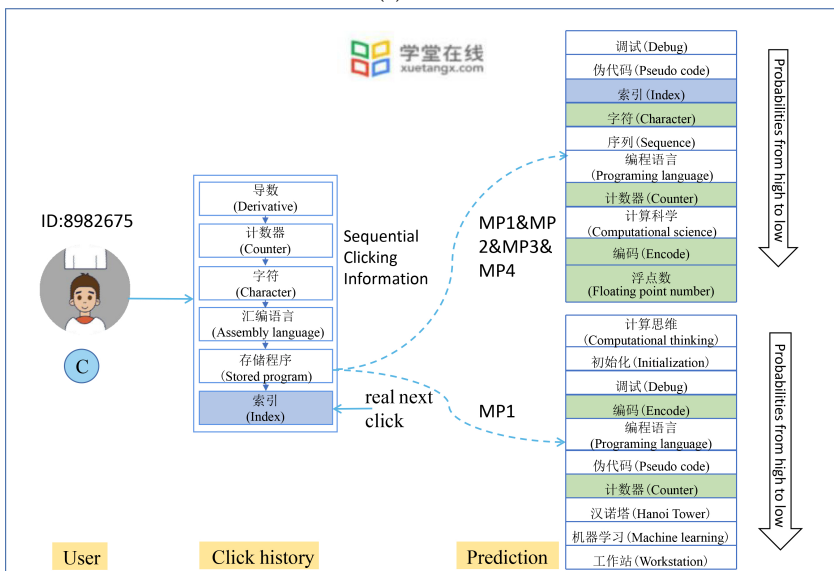 学堂在线
xuetangx.com
ID:8982675
C
导数
(Derivative)
计数器
(Counter)
字符
(Character)
汇编语言
(Assembly language)
存储程序
(Stored program)
索引
(Index)
Sequential
Clicking
Information
real next
click
MP1&MP
2&MP3&
MP4
MP1
调试(Debug)
伪代码(Pseudo code)
索引(Index)
字符(Character)
序列(Sequence)
编程语言
(Programing language)
计数器(Counter)
计算科学
(Computational science)
编码(Encode)
浮点数
(Floating point number)
Probabilities from high to low
计算思维
(Computational thinking)
初始化(Initialization)
调试(Debug)
编码(Encode)
编程语言
(Programing language)
伪代码(Pseudo code)
计数器(Counter)
汉诺塔(Hanoi Tower)
机器学习(Machine learning)
工作站(Workstation)
Probabilities from high to low
User
Click history
Prediction